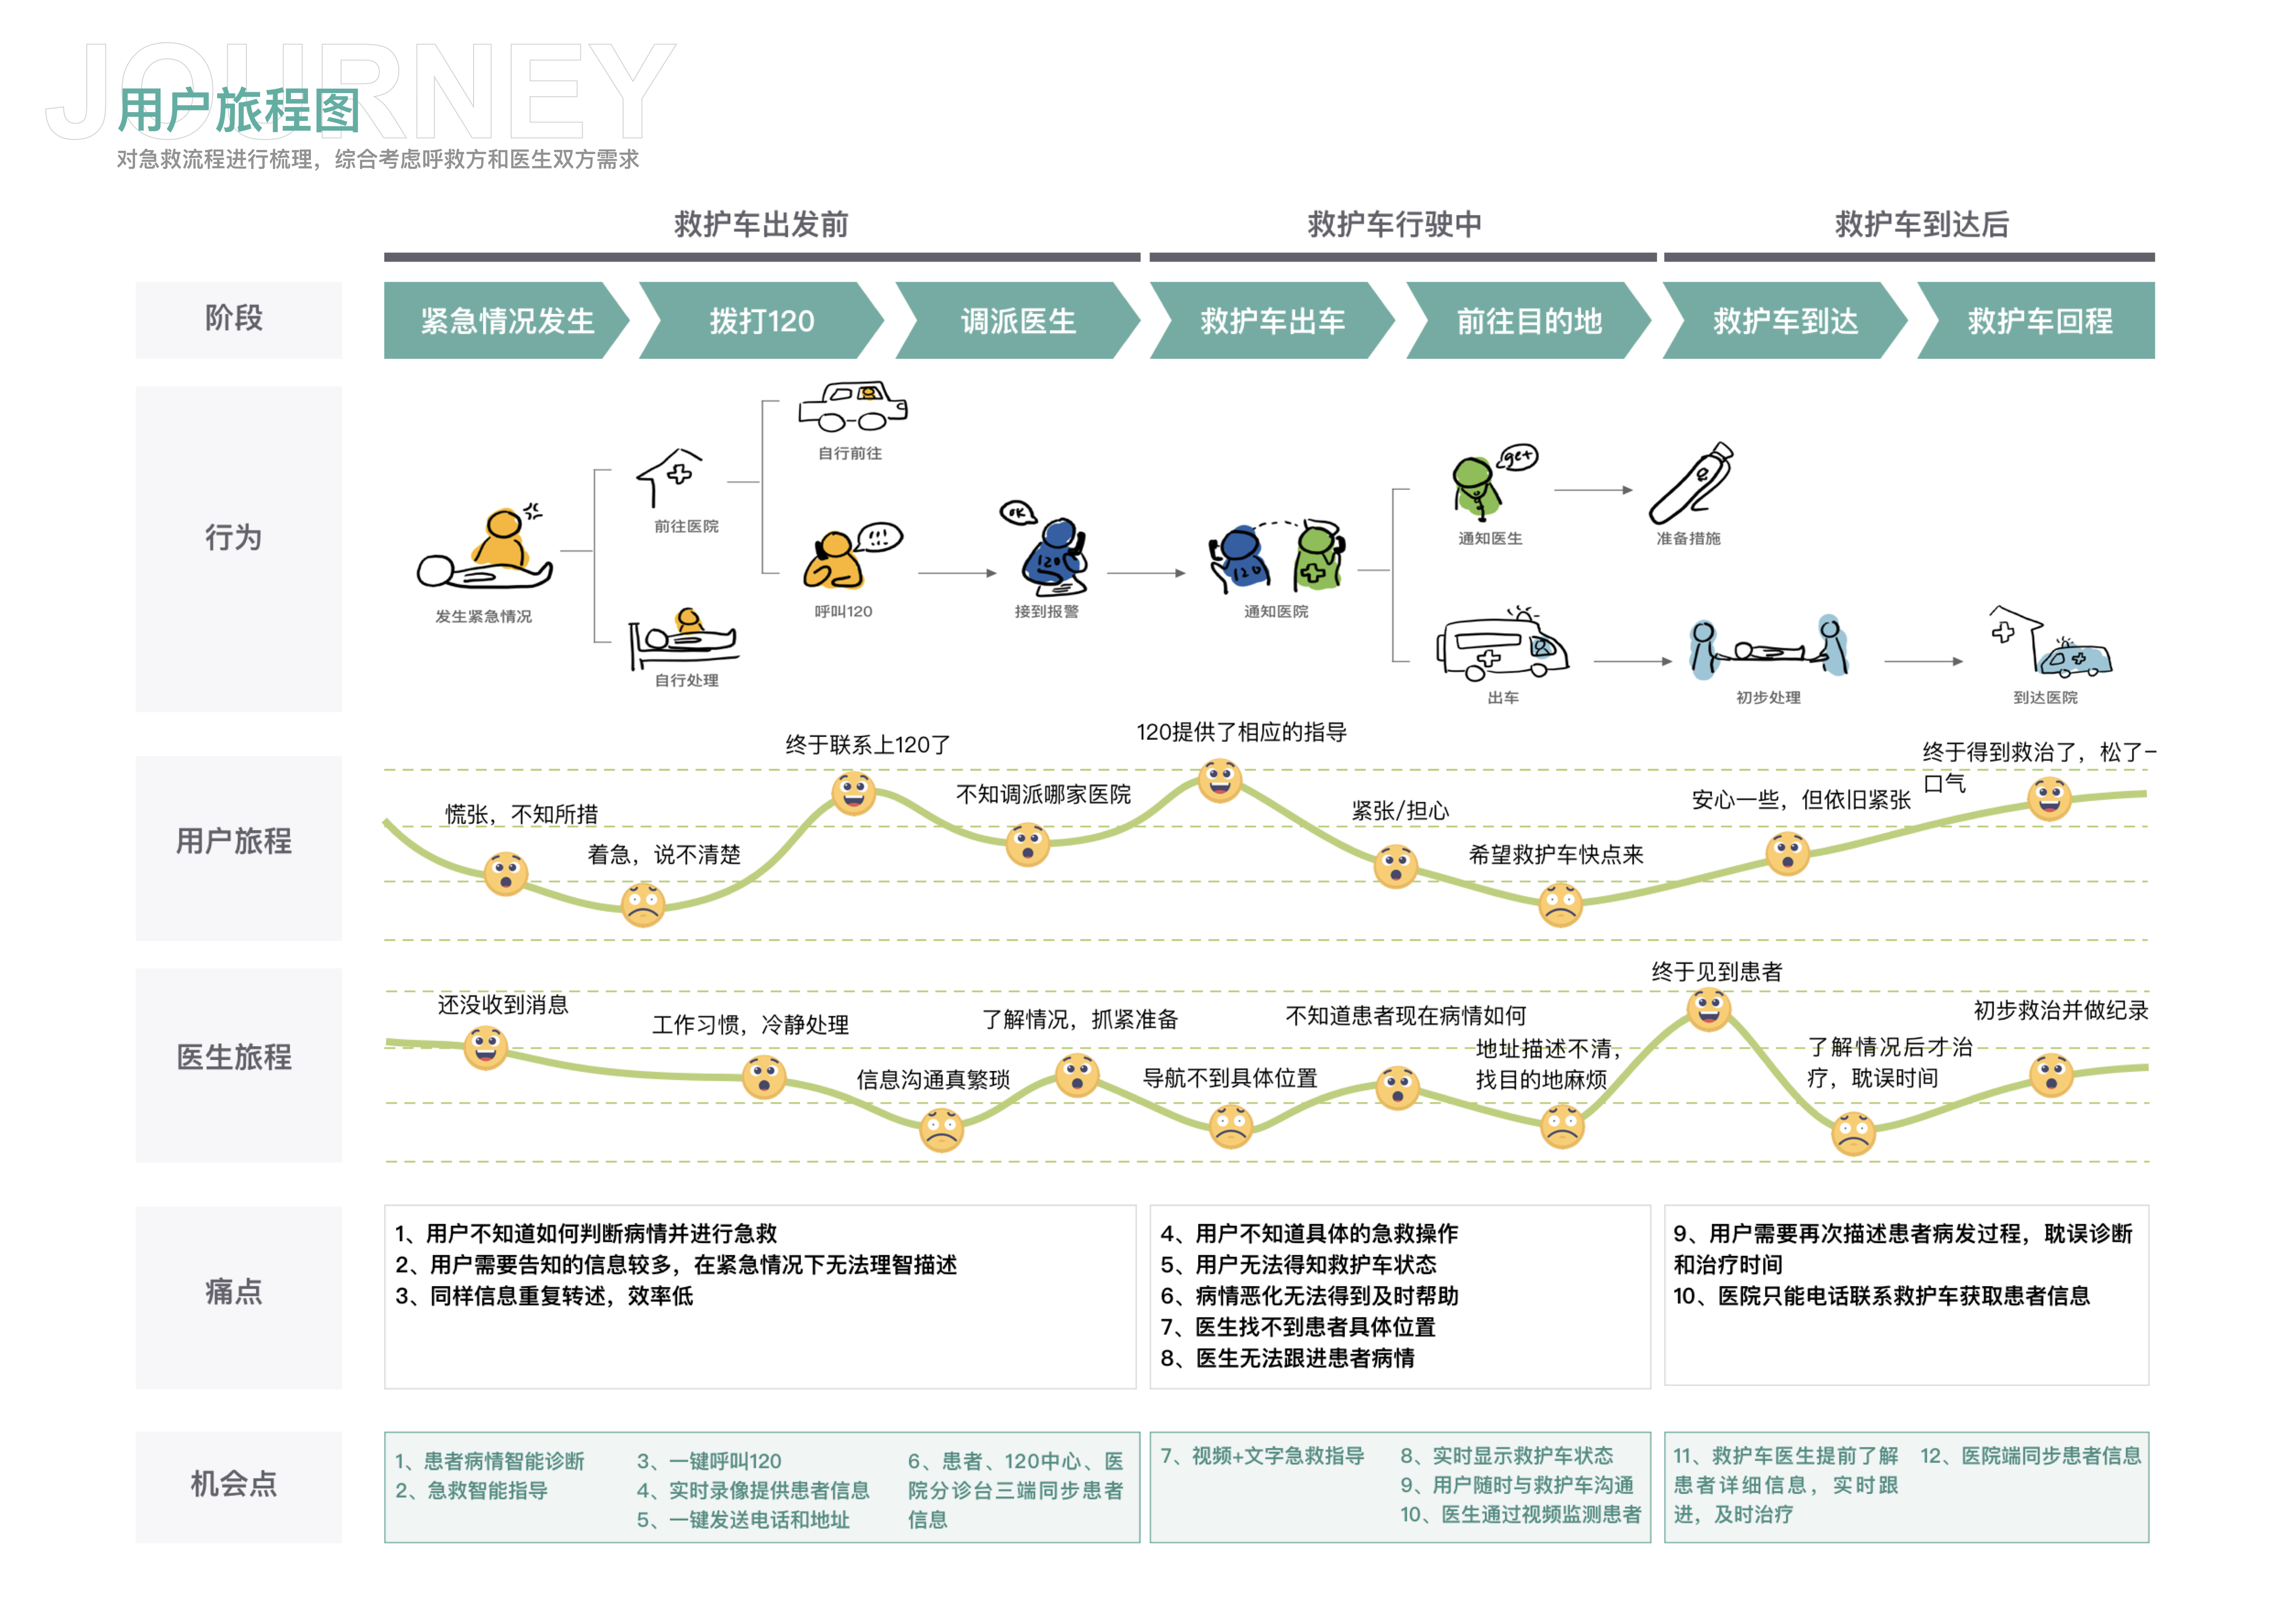 JOURNEY
用户旅程图
对急救流程进行梳理，综合考虑呼救方和医生双方需求
救护车出发前
救护车行驶中
救护车到达后
阶段
紧急情况发生
拨打120
调派医生
救护车出车
前往目的地
救护车到达
救护车回程
行为
发生紧急情况
前往医院
自行处理
自行前往
!!!
呼叫120
OK
120
接到报警
120
通知医院
get
通知医生
准备措施
出车
初步处理
到达医院
用户旅程
慌张，不知所措
着急，说不清楚
终于联系上120了
不知调派哪家医院
120提供了相应的指导
紧张/担心
希望救护车快点来
安心一些，但依旧紧张
终于得到救治了，松了一
口气
医生旅程
还没收到消息
工作习惯，冷静处理
信息沟通真繁琐
了解情况，抓紧准备
导航不到具体位置
不知道患者现在病情如何
地址描述不清，
找目的地麻烦
终于见到患者
了解情况后才治
疗，耽误时间
初步救治并做纪录
痛点
1、用户不知道如何判断病情并进行急救
2、用户需要告知的信息较多，在紧急情况下无法理智描述
3、同样信息重复转述，效率低
4、用户不知道具体的急救操作
5、用户无法得知救护车状态
6、病情恶化无法得到及时帮助
7、医生找不到患者具体位置
8、医生无法跟进患者病情
9、用户需要再次描述患者病发过程，耽误诊断
和治疗时间
10、医院只能电话联系救护车获取患者信息
机会点
1、患者病情智能诊断
2、急救智能指导
3、一键呼叫120
4、实时录像提供患者信息
5、一键发送电话和地址
6、患者、120中心、医
院分诊台三端同步患者
信息
7、视频+文字急救指导
8、实时显示救护车状态
9、用户随时与救护车沟通
10、医生通过视频监测患者
11、救护车医生提前了解
患者详细信息，实时跟
进，及时治疗
12、医院端同步患者信息